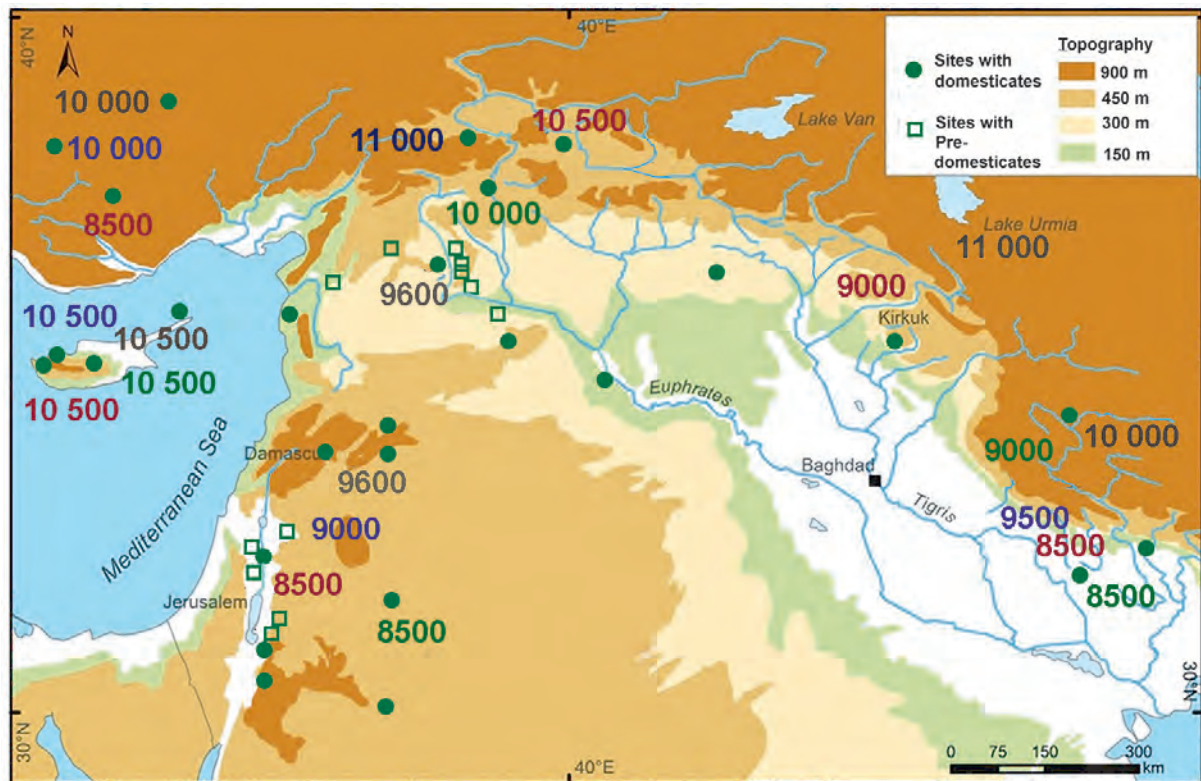 40°N
40°E
N
Sites with
domesticates
Sites with
Pre-
domesticates
Topography
900 m
450 m
300 m
150 m
10 000
10 000
8500
11 000
10 500
Lake Van
10 000
Lake Urmia
11 000
9600
9000
Kirkuk
10 500
10 500
10 500
10 500
Euphrates
Mediterranean Sea
Damascu
9600
9000
10 000
Baghdad
Tigris
9000
9500
8500
8500
8500
Jerusalem
8500
30°N
30°N
40°E
0 75 150 300
km